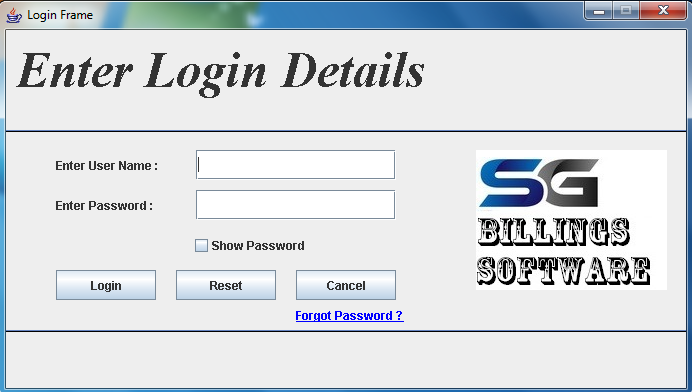 Login Frame
Enter Login Details
Enter User Name :
Enter Password :
Show Password
Login Reset Cancel
Forgot Password ?
SG
BILLINGS
SOFTWARE